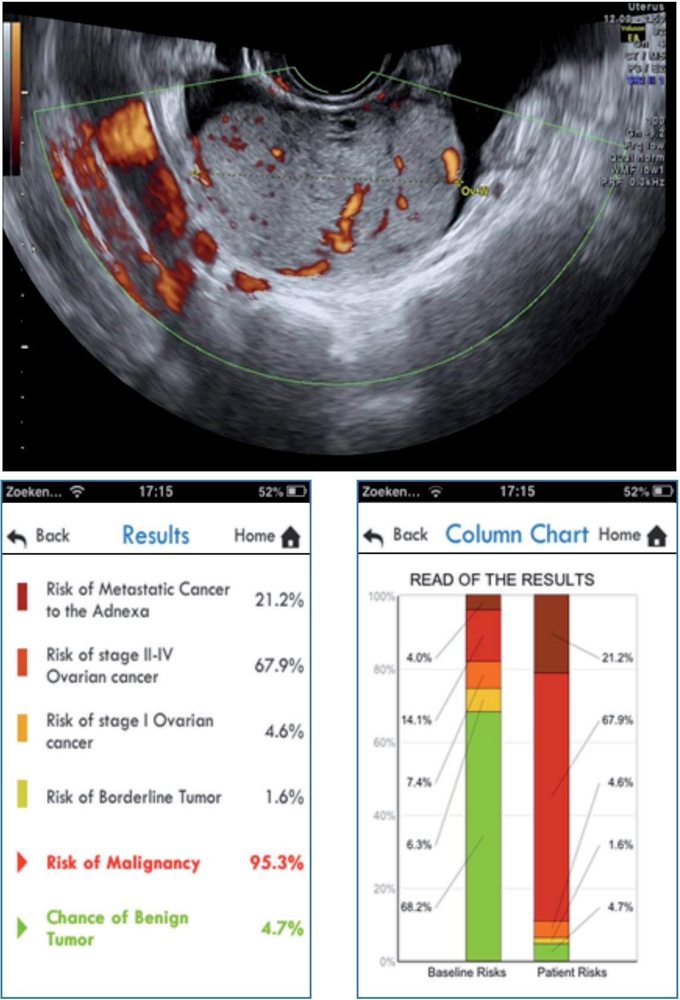 Uterus
Voluson
E8
Gn -3.2
Frq low
Qual norm
WMF low1
PRF 0.3kHz
Ov-W
Zoeken... 17:15 52%
Back Results Home
Risk of Metastatic Cancer
to the Adnexa
21.2%
Risk of stage II-IV
Ovarian cancer
67.9%
Risk of stage I Ovarian
cancer
4.6%
Risk of Borderline Tumor 1.6%
Risk of Malignancy 95.3%
Chance of Benign
Tumor
4.7%
Zoeken... 17:15 52%
Back Column Chart Home
READ OF THE RESULTS
100%
80%
60%
40%
20%
0%
4.0%
14.1%
7.4%
6.3%
68.2%
21.2%
67.9%
4.6%
1.6%
4.7%
Baseline Risks Patient Risks